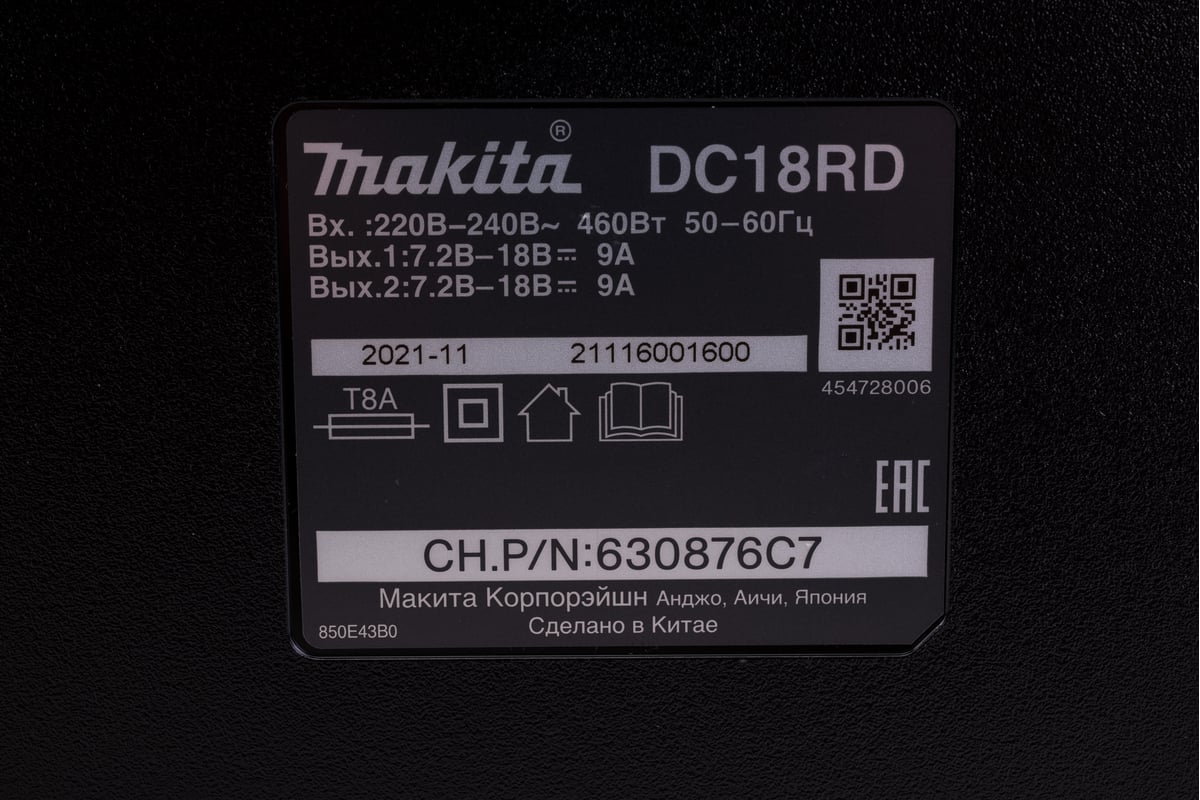 makita® DC18RD
Вх. :220В–240В~ 460Вт 50–60Гц
Вых.1:7.2В–18В⎓ 9А
Вых.2:7.2В–18В⎓ 9А
2021-11 21116001600
454728006
T8A
EAC
CH.P/N:630876C7
Макита Корпорэйшн Анджо, Аичи, Япония
850E43B0 Сделано в Китае